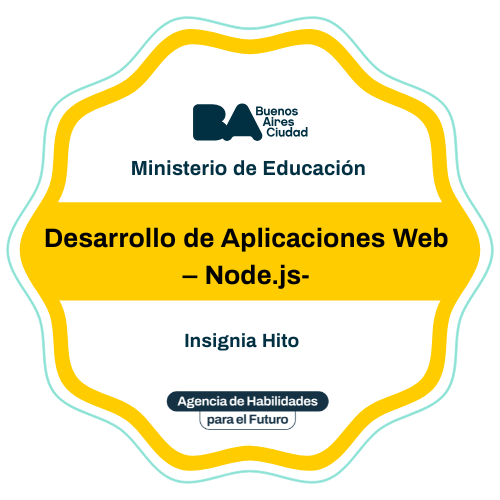 BA Buenos
Aires
Ciudad
Ministerio de Educación
Desarrollo de Aplicaciones Web
– Node.js-
Insignia Hito
Agencia de Habilidades
para el Futuro